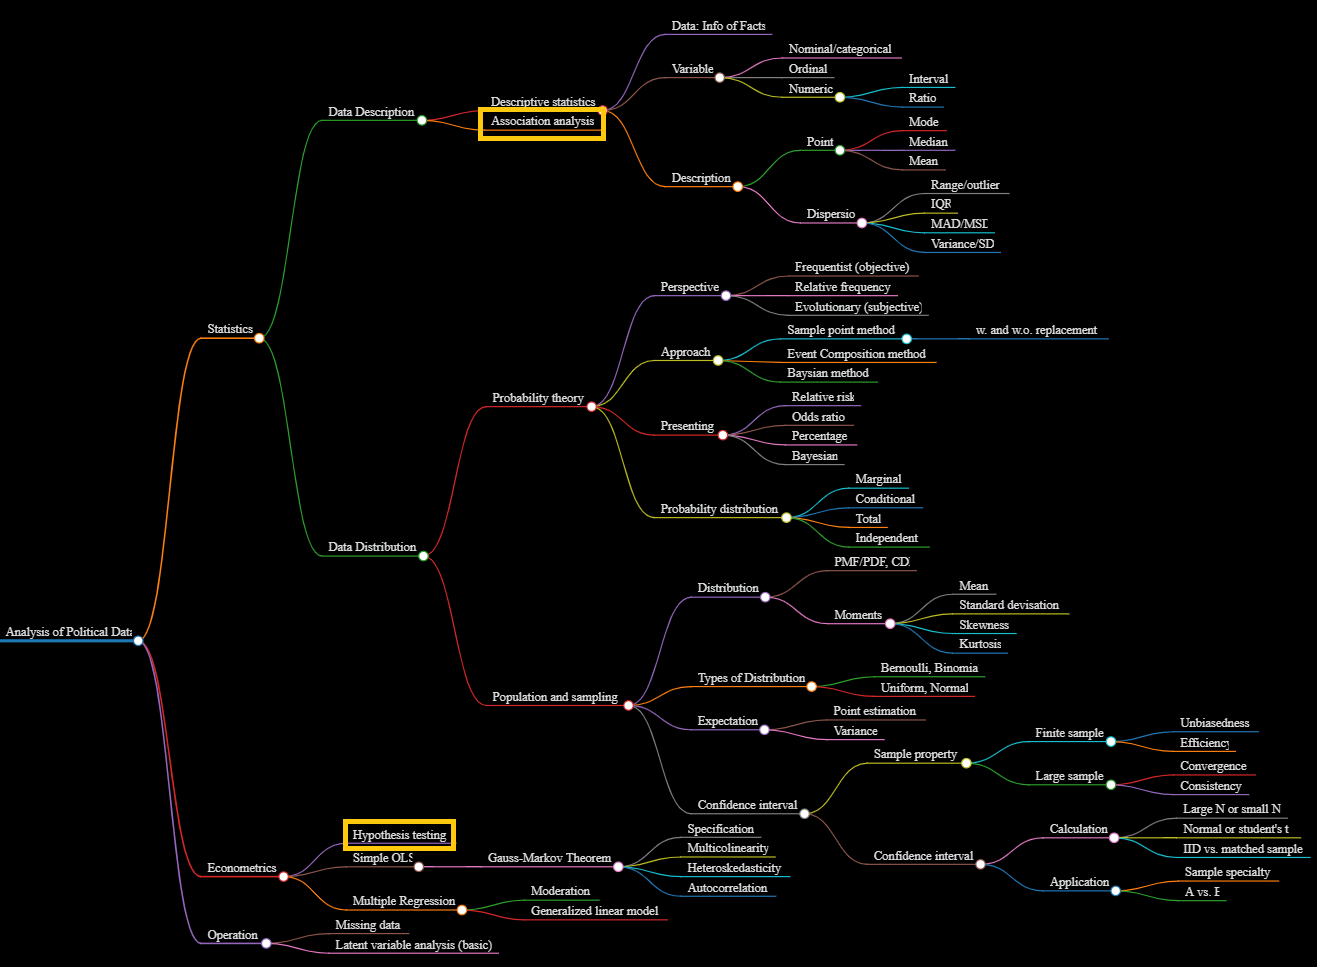 Data: Info of Facts
Nominal/categorical
Variable
Ordinal
Interval
Numeric
Ratio
Descriptive statistics
Data Description
Association analysis
Mode
Point
Median
Mean
Description
Range/outlier
IQR
Dispersio
MAD/MSD
Variance/SD
Frequentist (objective)
Perspective
Relative frequency
Evolutionary (subjective)
Statistics
Sample point method
w. and w.o. replacement
Approach
Event Composition method
Baysian method
Probability theory
Relative risk
Odds ratio
Presenting
Percentage
Bayesian
Marginal
Conditional
Probability distribution
Total
Independent
Data Distribution
PMF/PDF, CD
Distribution
Mean
Standard devisation
Moments
Skewness
Kurtosis
Analysis of Political Data
Bernoulli, Binomia
Types of Distribution
Uniform, Normal
Population and sampling
Point estimation
Expectation
Variance
Unbiasedness
Finite sample
Efficiency
Sample property
Convergence
Large sample
Consistency
Confidence interval
Large N or small N
Calculation
Normal or student's t
IID vs. matched sample
Confidence interval
Sample specialty
Application
A vs. B
Hypothesis testing
Specification
Multicolinearity
Simple OLS
Gauss-Markov Theorem
Heteroskedasticity
Autocorrelation
Econometrics
Moderation
Multiple Regression
Generalized linear model
Missing data
Operation
Latent variable analysis (basic)